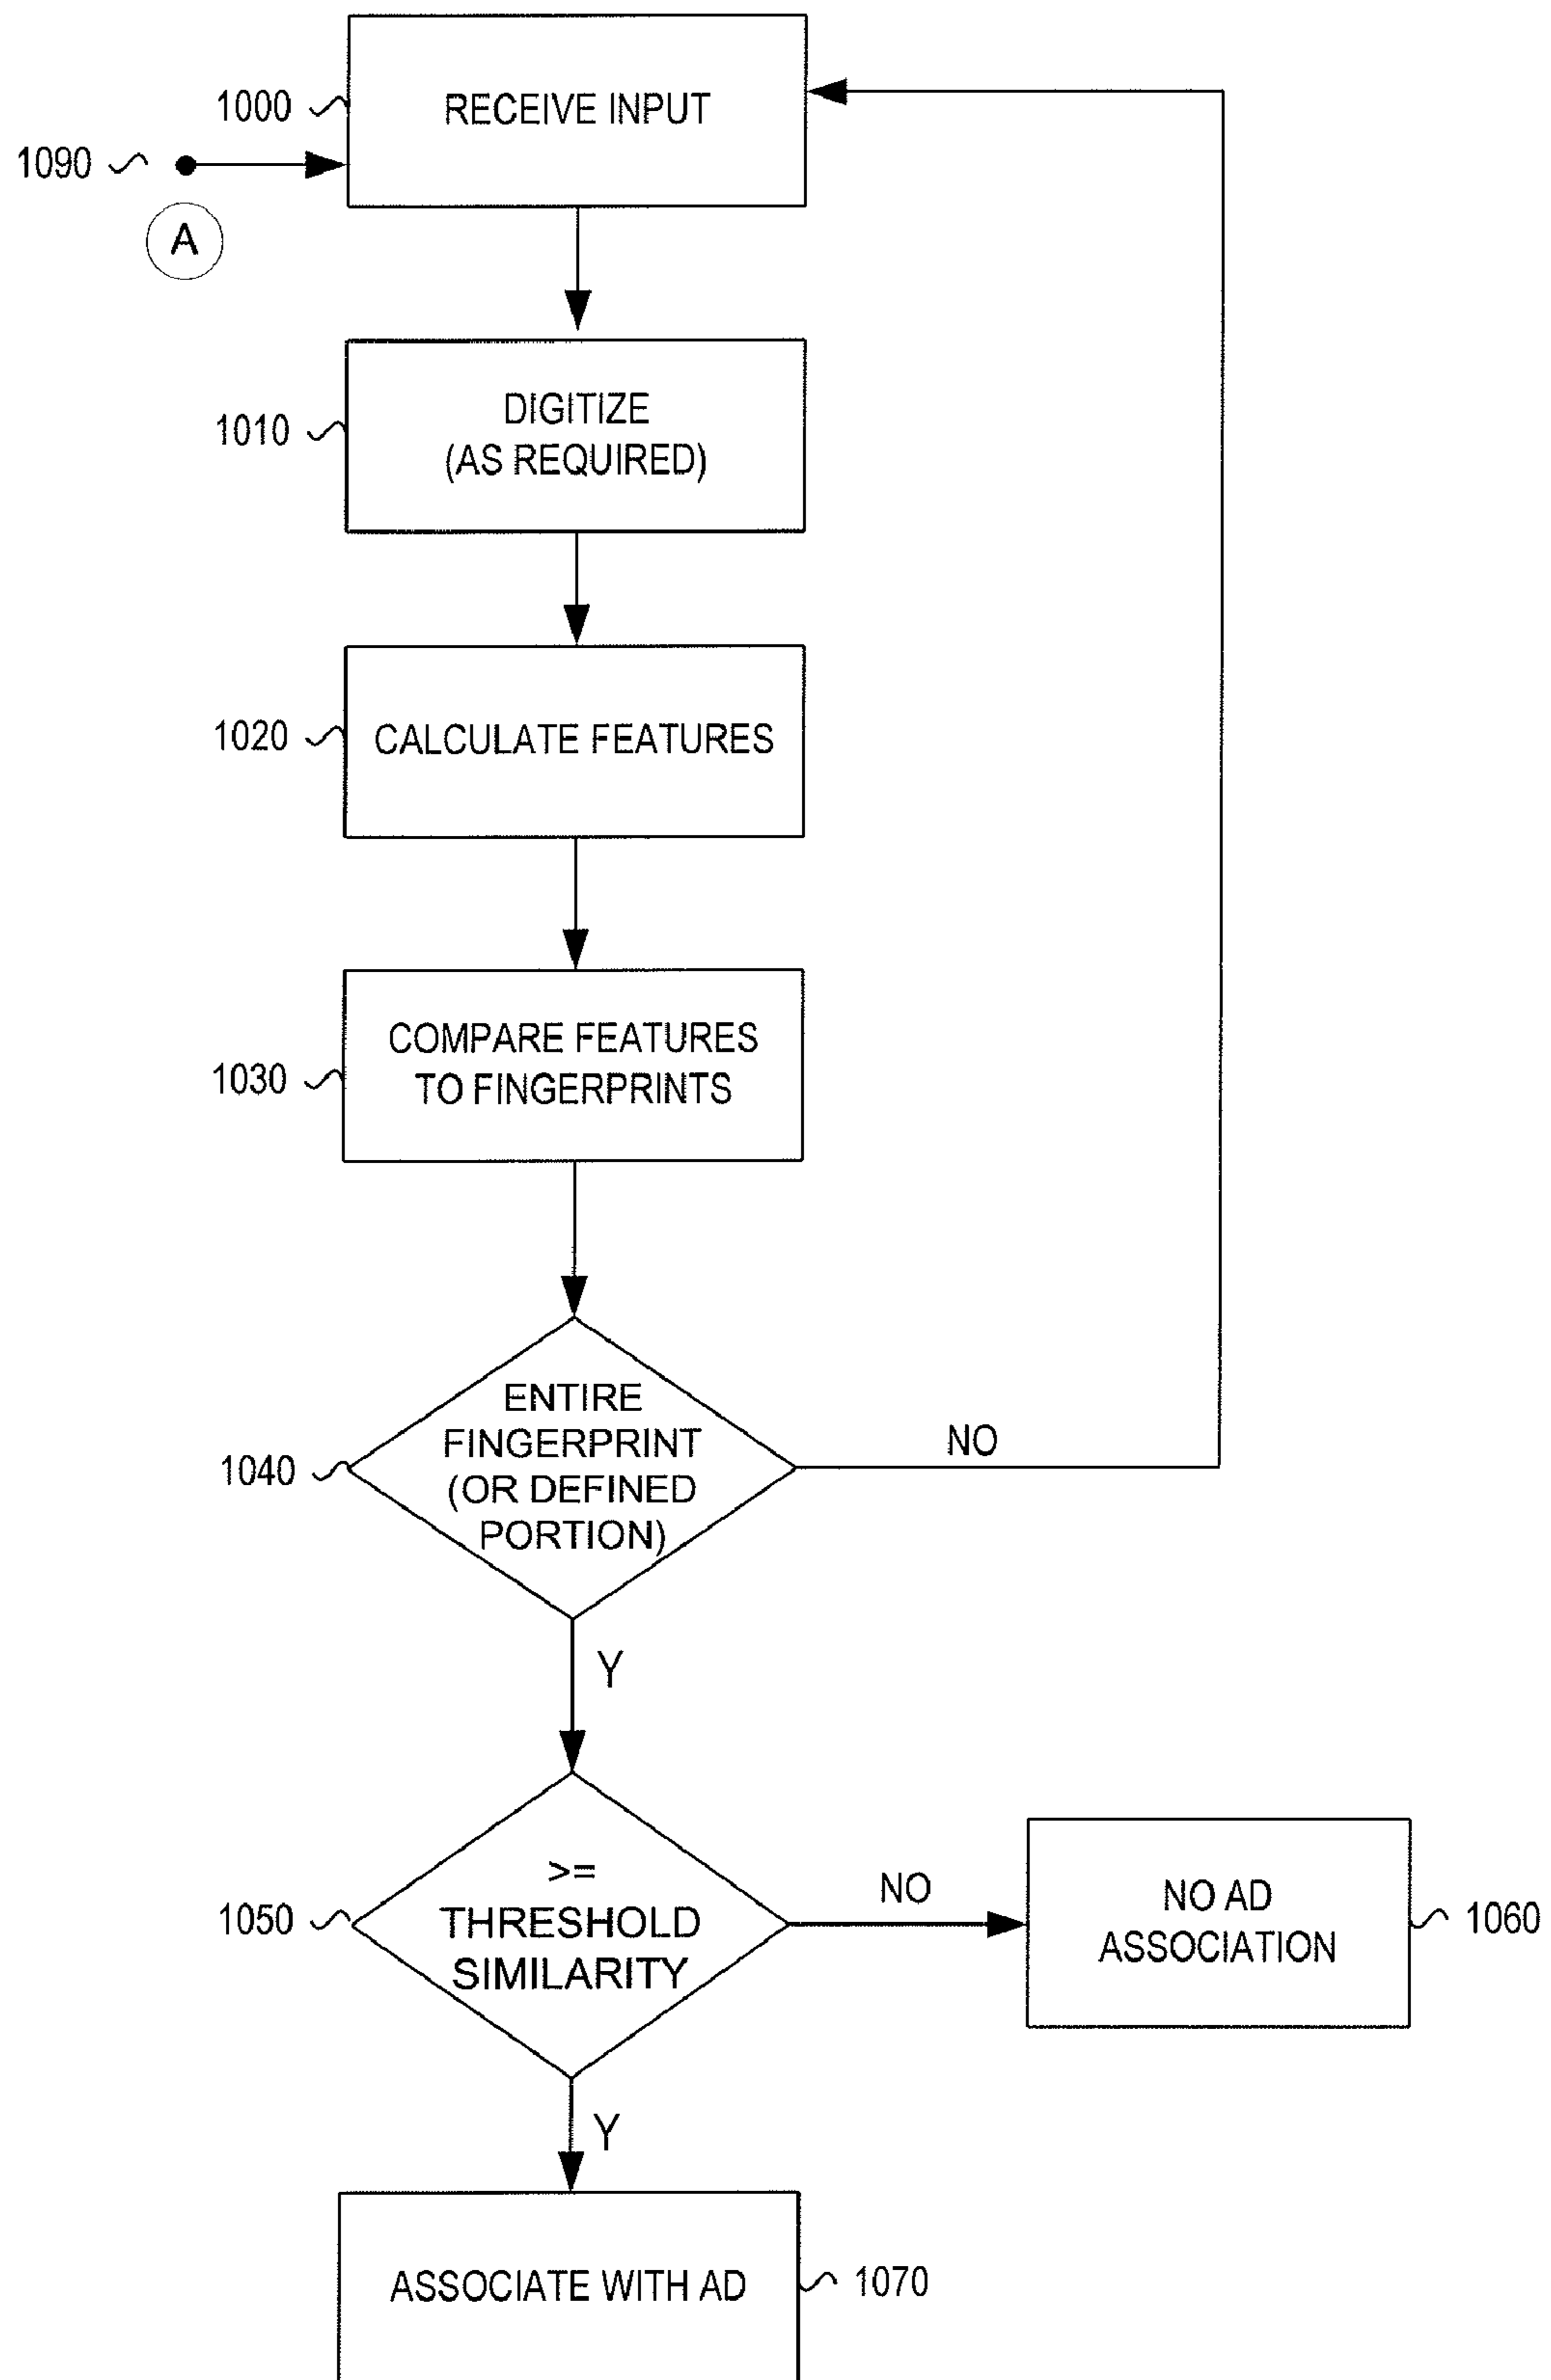 1000
RECEIVE INPUT
1090
A
1010
DIGITIZE
(AS REQUIRED)
1020
CALCULATE FEATURES
1030
COMPARE FEATURES
TO FINGERPRINTS
1040
ENTIRE
FINGERPRINT
(OR DEFINED
PORTION)
NO
Y
1050
>=
THRESHOLD
SIMILARITY
NO
NO AD
ASSOCIATION
1060
Y
ASSOCIATE WITH AD
1070